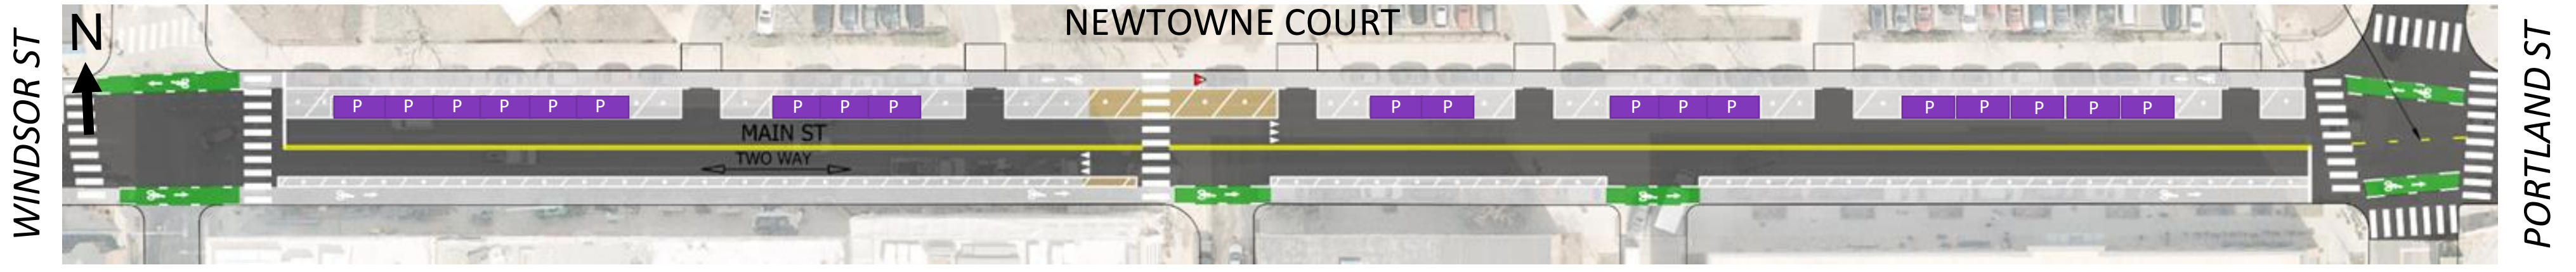 NEWTOWNE COURT
N
WINDSOR ST
P P P P P P P P P P P P P P P P P P P
MAIN ST
TWO WAY
PORTLAND ST